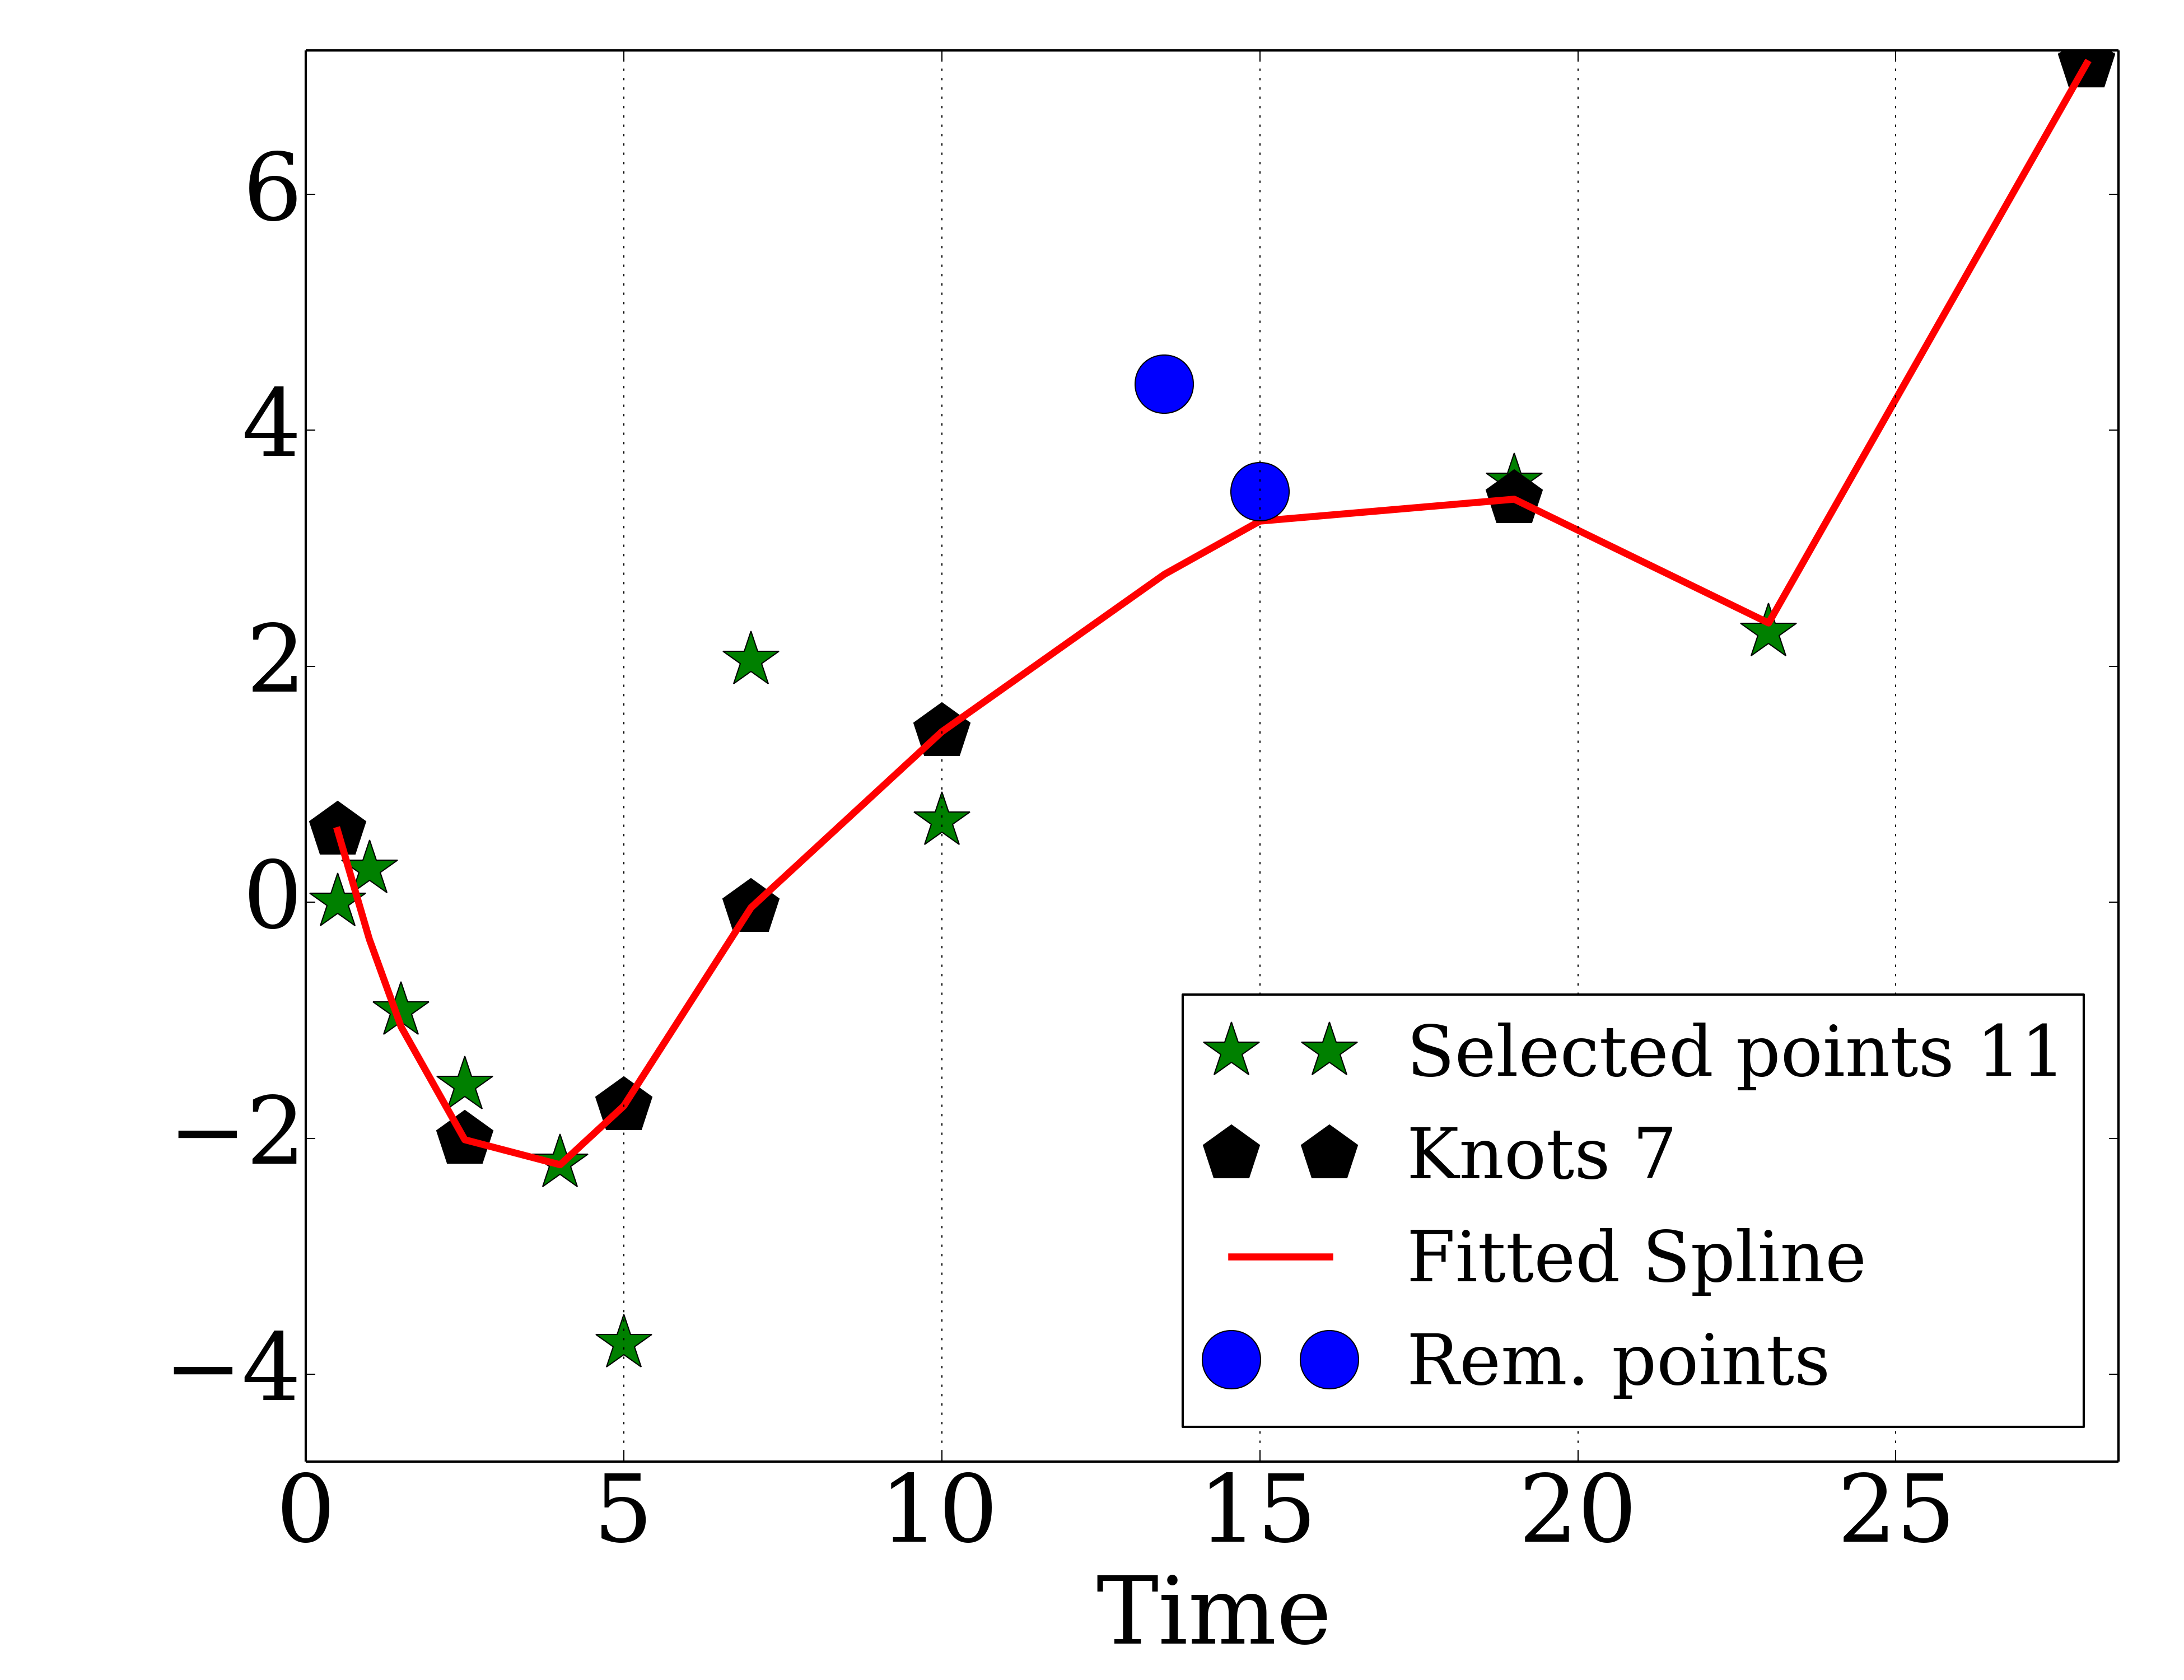 6
4
2
0
−2
−4
0 5 10 15 20 25
Time
Selected points 11
Knots 7
Fitted Spline
Rem. points